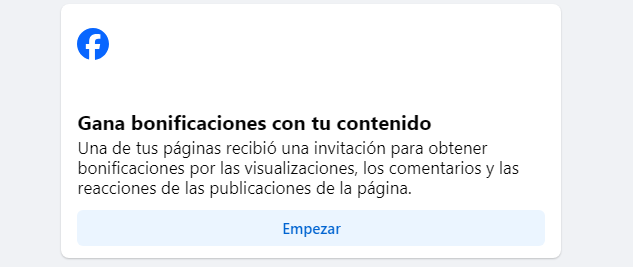 Gana bonificaciones con tu contenido
Una de tus páginas recibió una invitación para obtener
bonificaciones por las visualizaciones, los comentarios y las
reacciones de las publicaciones de la página.
Empezar